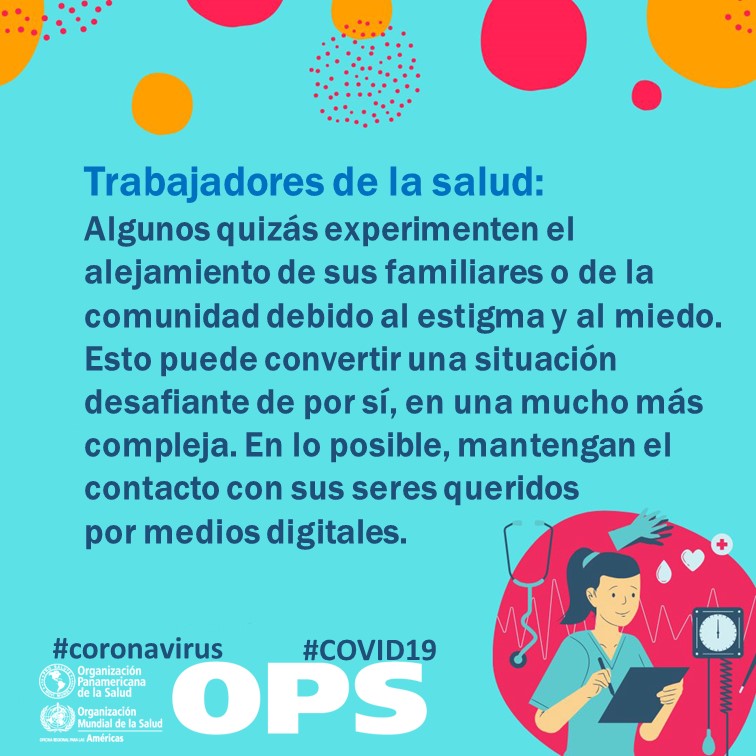 Trabajadores de la salud:
Algunos quizás experimenten el
alejamiento de sus familiares o de la
comunidad debido al estigma y al miedo.
Esto puede convertir una situación
desafiante de por sí, en una mucho más
compleja. En lo posible, mantengan el
contacto con sus seres queridos
por medios digitales.
#coronavirus
#COVID19
Organización
Panamericana
de la Salud
Organización
Mundial de la Salud
OFICINA REGIONAL PARA LAS Américas
OPS